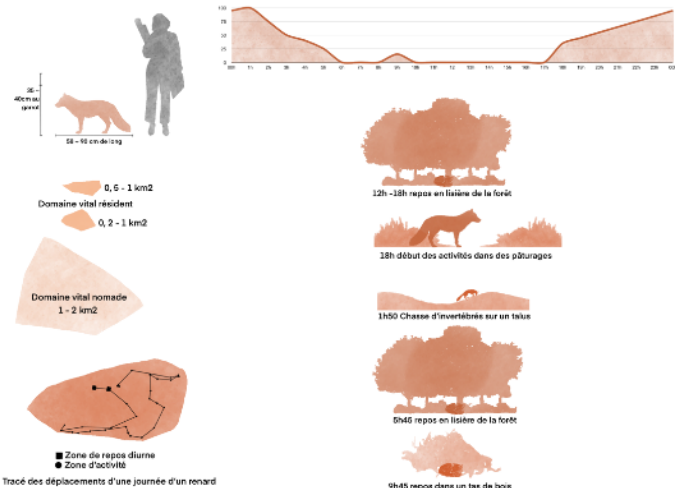 100
75
50
25
0
35 –
40cm au
garrot
58 – 90 cm de long
0, 5 - 1 km2
Domaine vital résident
0, 2 - 1 km2
Domaine vital nomade
1 - 2 km2
Zone de repos diurne
Zone d'activité
Tracé des déplacements d'une journée d'un renard
12h -18h repos en lisière de la forêt
18h début des activités dans des pâturages
1h50 Chasse d'invertébrés sur un talus
5h45 repos en lisière de la forêt
9h45 repos dans un tas de bois